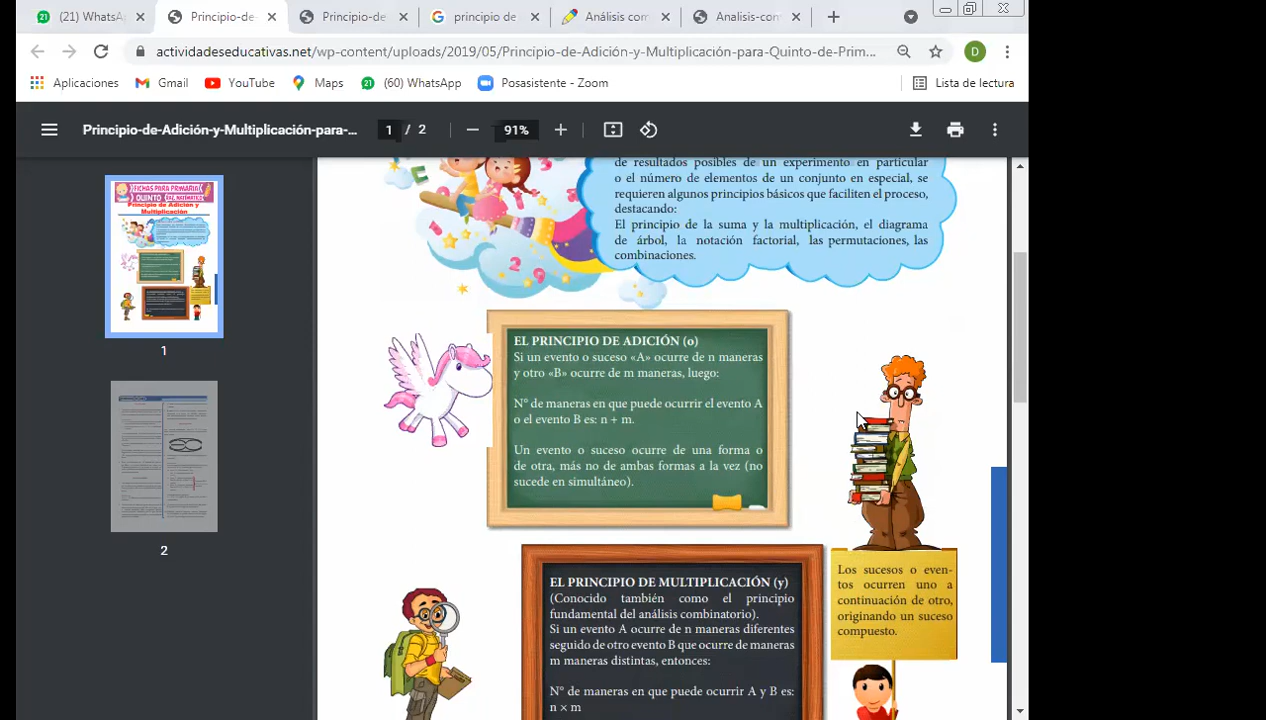 (21) WhatsA
Principio-de-
Principio-de
principio de
Análisis com
Analisis-com
actividadeseducativas.net/wp-content/uploads/2019/05/Principio-de-Adición-y-Multiplicación-para-Quinto-de-Prim...
D
Aplicaciones
Gmail
YouTube
Maps
(60) WhatsApp
Posasistente - Zoom
Lista de lectura
Principio-de-Adición-y-Multiplicación-para-...
1 / 2
91%
FICHAS PARA PRIMARIA
QUINTO
Principio de Adición y
Multiplicación
1
2
de resultados posibles de un experimento en particular
o el número de elementos de un conjunto en especial, se
requieren algunos principios básicos que faciliten el proceso,
destacando:
El principio de la suma y la multiplicación, el diagrama
de árbol, la notación factorial, las permutaciones, las
combinaciones.
EL PRINCIPIO DE ADICIÓN (o)
Si un evento o suceso «A» ocurre de n maneras
y otro «B» ocurre de m maneras, luego:
N° de maneras en que puede ocurrir el evento A
o el evento B es: n + m.
Un evento o suceso ocurre de una forma o
de otra, más no de ambas formas a la vez (no
sucede en simultáneo).
EL PRINCIPIO DE MULTIPLICACIÓN (y)
(Conocido también como el principio
fundamental del análisis combinatorio).
Si un evento A ocurre de n maneras diferentes
seguido de otro evento B que ocurre de maneras
m maneras distintas, entonces:
N° de maneras en que puede ocurrir A y B es:
n × m
Los sucesos o even-
tos ocurren uno a
continuación de otro,
originando un suceso
compuesto.